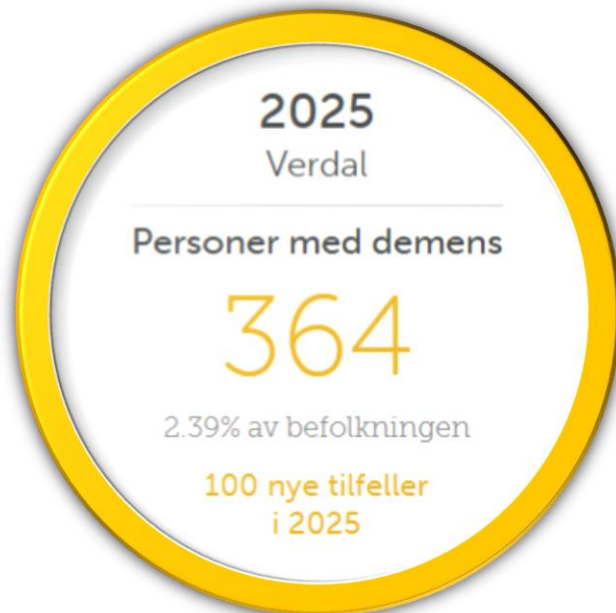 2025
Verdal
Personer med demens
364
2.39% av befolkningen
100 nye tilfeller
i 2025